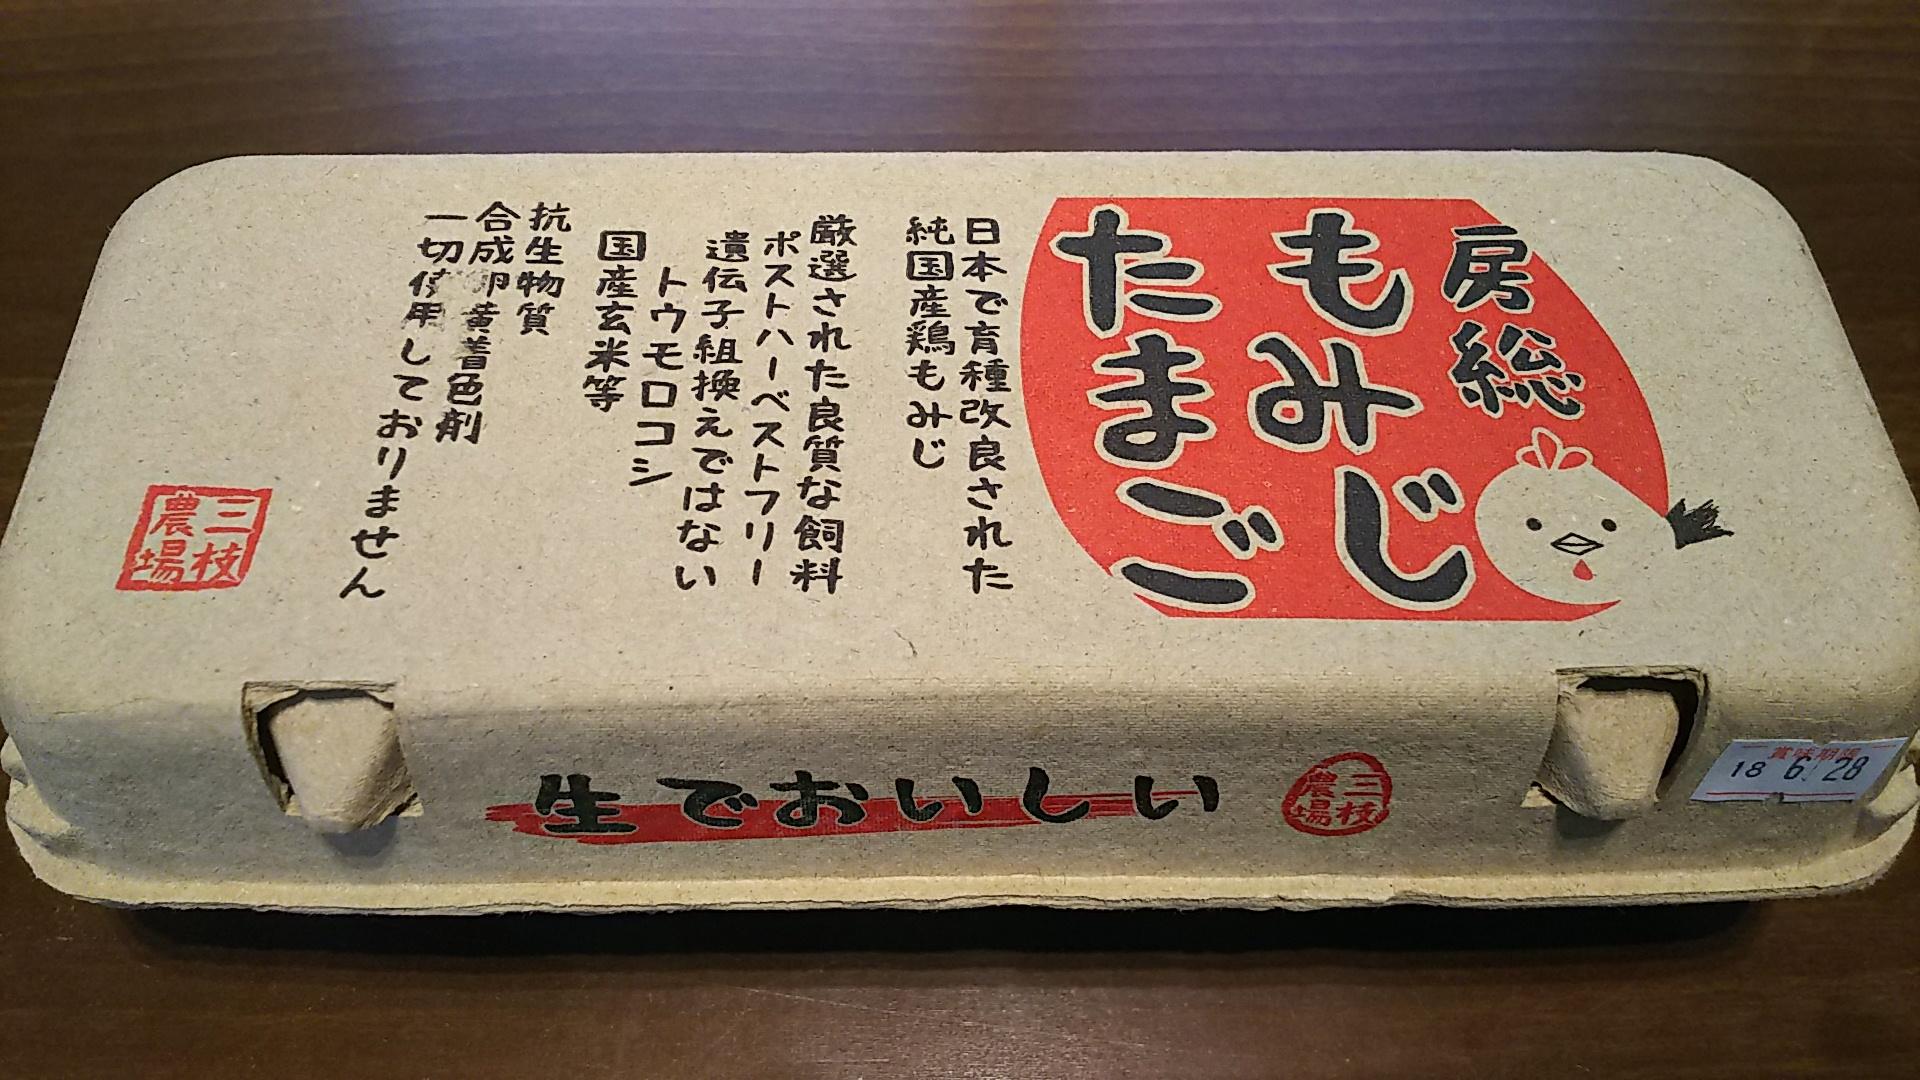 房総
もみじ
たまご
日本で育種改良された
純国産鶏もみじ
厳選された良質な飼料
ポストハーベストフリー
遺伝子組換えではない
トウモロコシ
国産玄米等
抗生物質
合成卵黄着色剤
一切使用しておりません
三枝
農場
生でおいしい
三枝
農場
賞味期限
18 6. 28